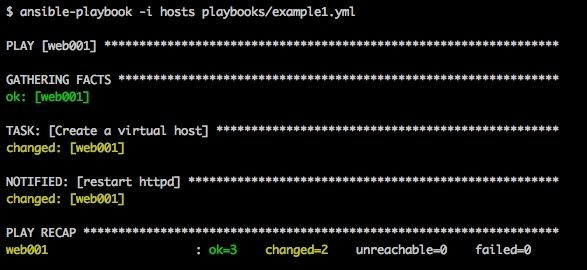 $ ansible-playbook -i hosts playbooks/example1.yml
PLAY [web001] *****************************************************************
GATHERING FACTS ***************************************************************
ok: [web001]
TASK: [Create a virtual host] *************************************************
changed: [web001]
NOTIFIED: [restart httpd] *****************************************************
changed: [web001]
PLAY RECAP ********************************************************************
web001                     : ok=3    changed=2    unreachable=0    failed=0